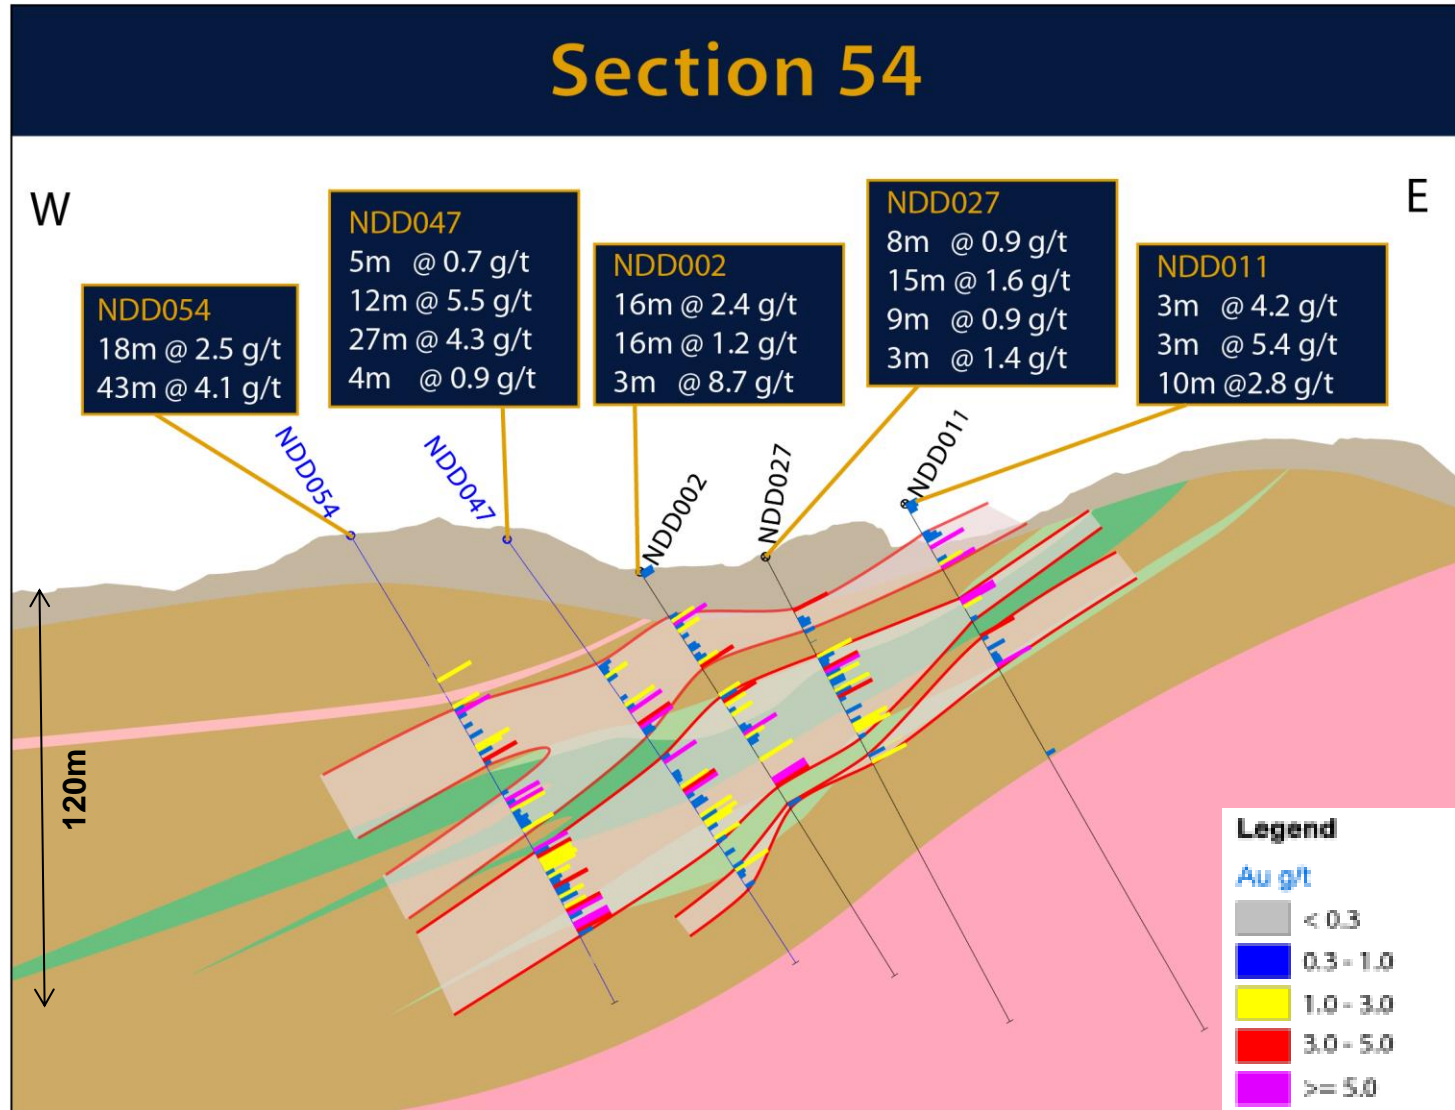 Section 54
W
E
NDD054
18m @ 2.5 g/t
43m @ 4.1 g/t
NDD047
5m @ 0.7 g/t
12m @ 5.5 g/t
27m @ 4.3 g/t
4m @ 0.9 g/t
NDD002
16m @ 2.4 g/t
16m @ 1.2 g/t
3m @ 8.7 g/t
NDD027
8m @ 0.9 g/t
15m @ 1.6 g/t
9m @ 0.9 g/t
3m @ 1.4 g/t
NDD011
3m @ 4.2 g/t
3m @ 5.4 g/t
10m @2.8 g/t
NDD054
NDD047
NDD002
NDD027
NDD011
120m
Legend
Au g/t
< 0.3
0.3 - 1.0
1.0 - 3.0
3.0 - 5.0
>= 5.0